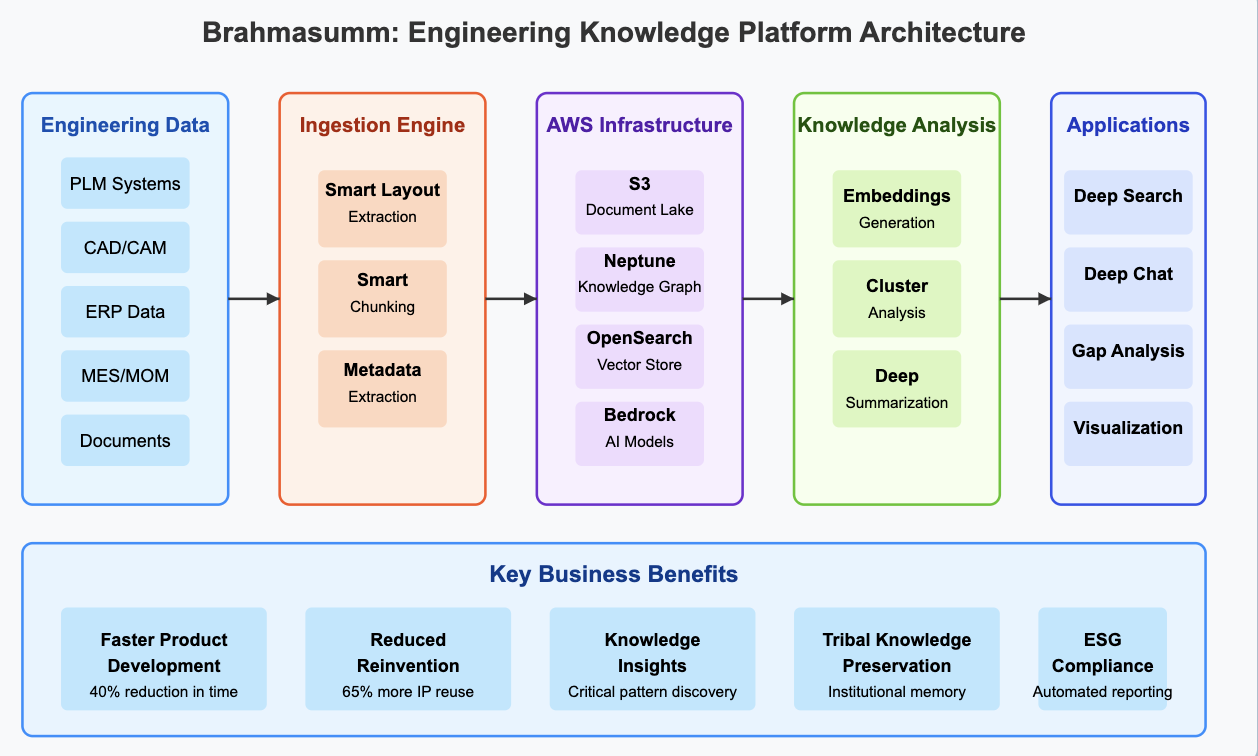 Brahmasumm: Engineering Knowledge Platform Architecture
Engineering Data
PLM Systems
CAD/CAM
ERP Data
MES/MOM
Documents
Ingestion Engine
Smart Layout
Extraction
Smart
Chunking
Metadata
Extraction
AWS Infrastructure
S3
Document Lake
Neptune
Knowledge Graph
OpenSearch
Vector Store
Bedrock
AI Models
Knowledge Analysis
Embeddings
Generation
Cluster
Analysis
Deep
Summarization
Applications
Deep Search
Deep Chat
Gap Analysis
Visualization
Key Business Benefits
Faster Product
Development
40% reduction in time
Reduced
Reinvention
65% more IP reuse
Knowledge
Insights
Critical pattern discovery
Tribal Knowledge
Preservation
Institutional memory
ESG
Compliance
Automated reporting